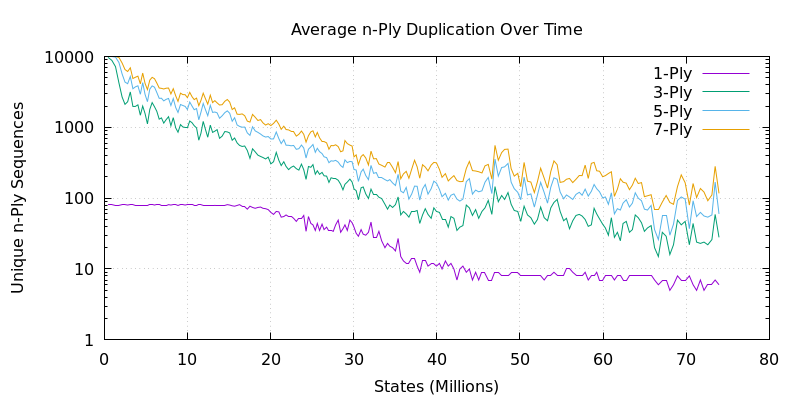 Average n-Ply Duplication Over Time
Unique n-Ply Sequences
10000
1000
100
10
1
1-Ply
3-Ply
5-Ply
7-Ply
0 10 20 30 40 50 60 70 80
States (Millions)